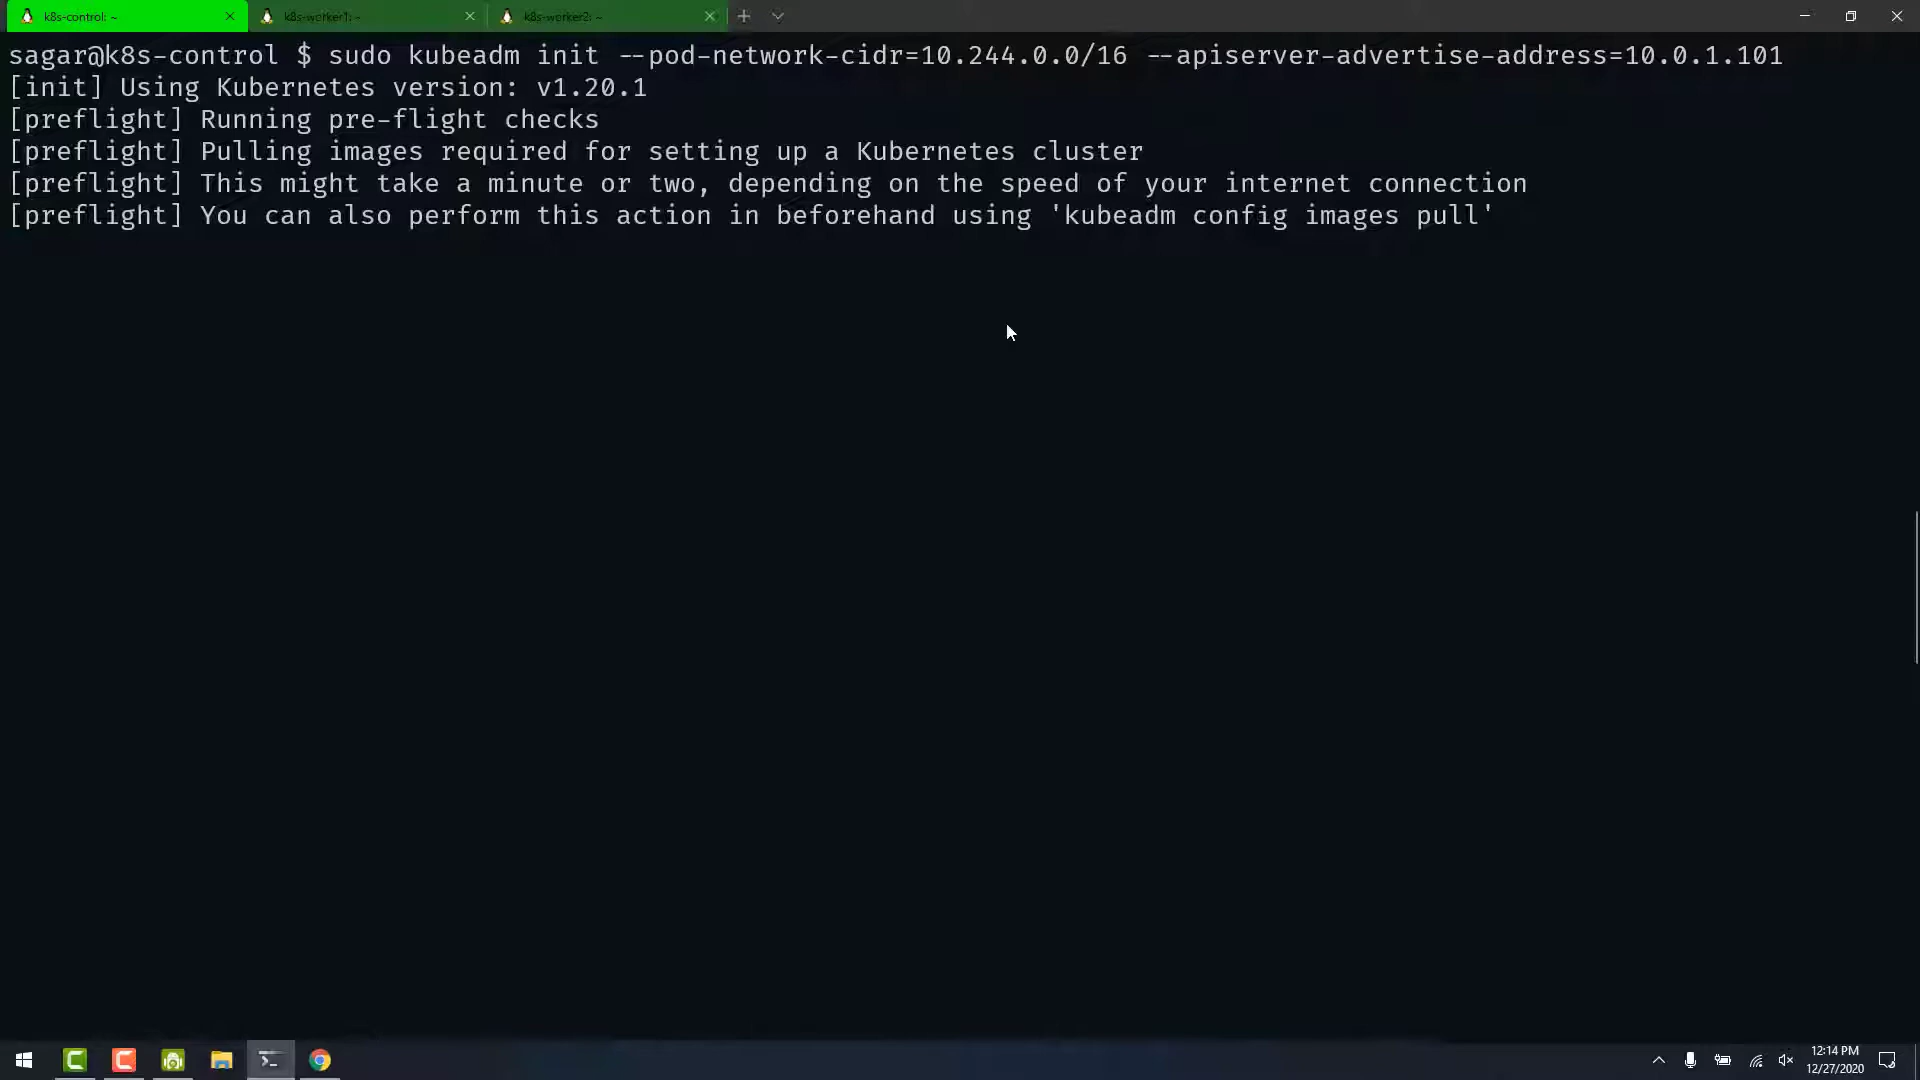 k8s-control: ~
k8s-worker1: ~
k8s-worker2: ~
sagar@k8s-control $ sudo kubeadm init --pod-network-cidr=10.244.0.0/16 --apiserver-advertise-address=10.0.1.101
[init] Using Kubernetes version: v1.20.1
[preflight] Running pre-flight checks
[preflight] Pulling images required for setting up a Kubernetes cluster
[preflight] This might take a minute or two, depending on the speed of your internet connection
[preflight] You can also perform this action in beforehand using 'kubeadm config images pull'
12:14 PM
12/27/2020